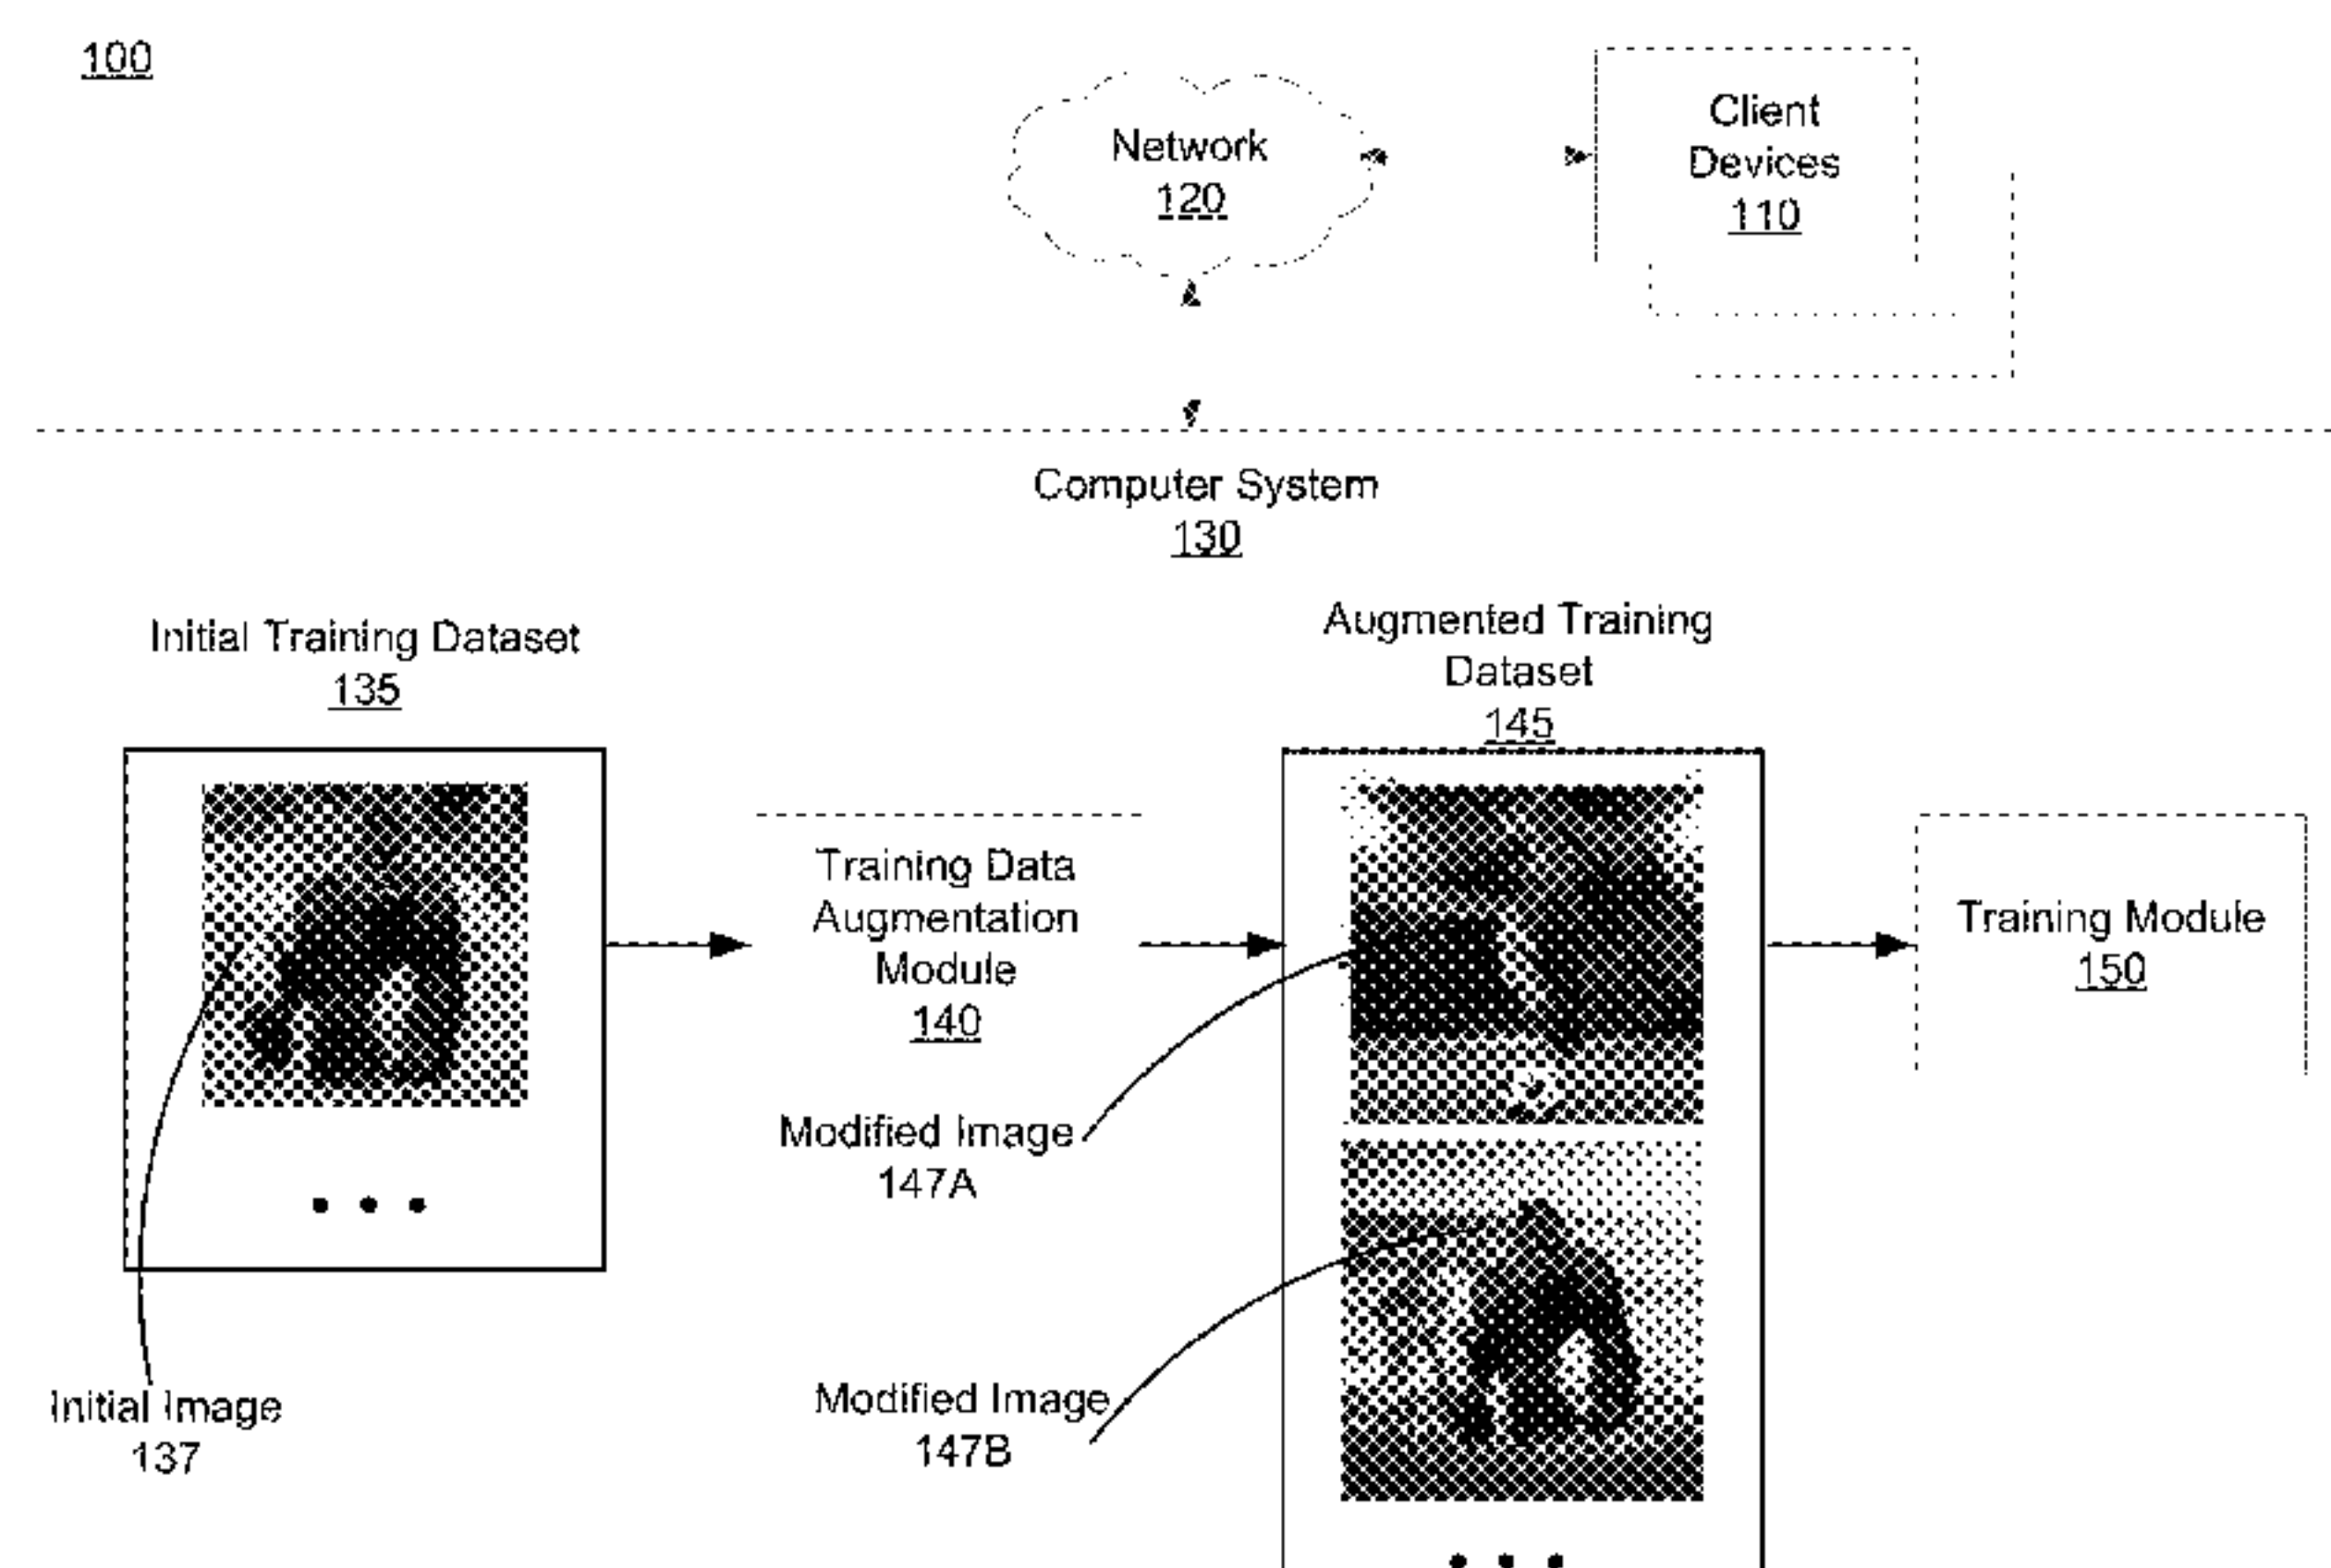 100
Network
120
Client
Devices
110
Computer System
130
Initial Training Dataset
135
Augmented Training
Dataset
145
Training Data
Augmentation
Module
140
Training Module
150
Modified Image
147A
Modified Image
147B
Initial Image
137